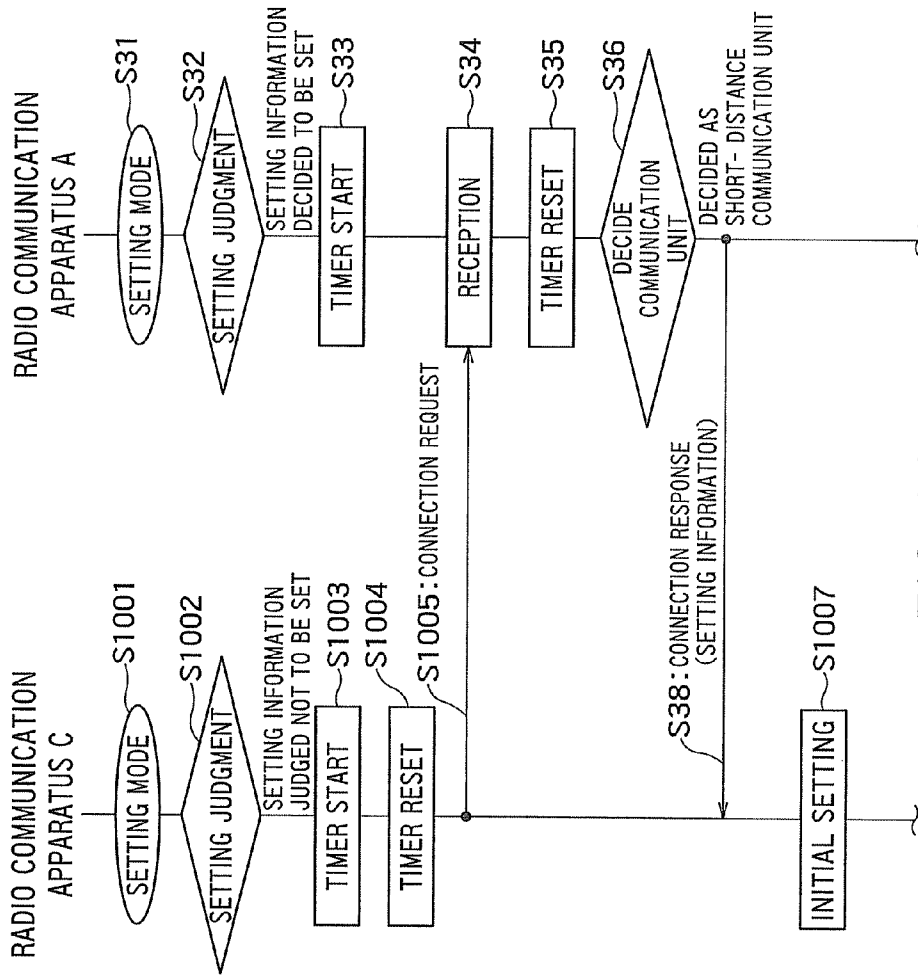 RADIO COMMUNICATION
APPARATUS C
SETTING MODE
S1001
SETTING JUDGMENT
S1002
SETTING INFORMATION
JUDGED NOT TO BE SET
TIMER START
S1003
TIMER RESET
S1004
S1005: CONNECTION REQUEST
S38: CONNECTION RESPONSE
(SETTING INFORMATION)
INITIAL SETTING
S1007
RADIO COMMUNICATION
APPARATUS A
SETTING MODE
S31
SETTING JUDGMENT
S32
SETTING INFORMATION
DECIDED TO BE SET
TIMER START
S33
RECEPTION
S34
TIMER RESET
S35
DECIDE
COMMUNICATION
UNIT
S36
DECIDED AS
SHORT- DISTANCE
COMMUNICATION UNIT